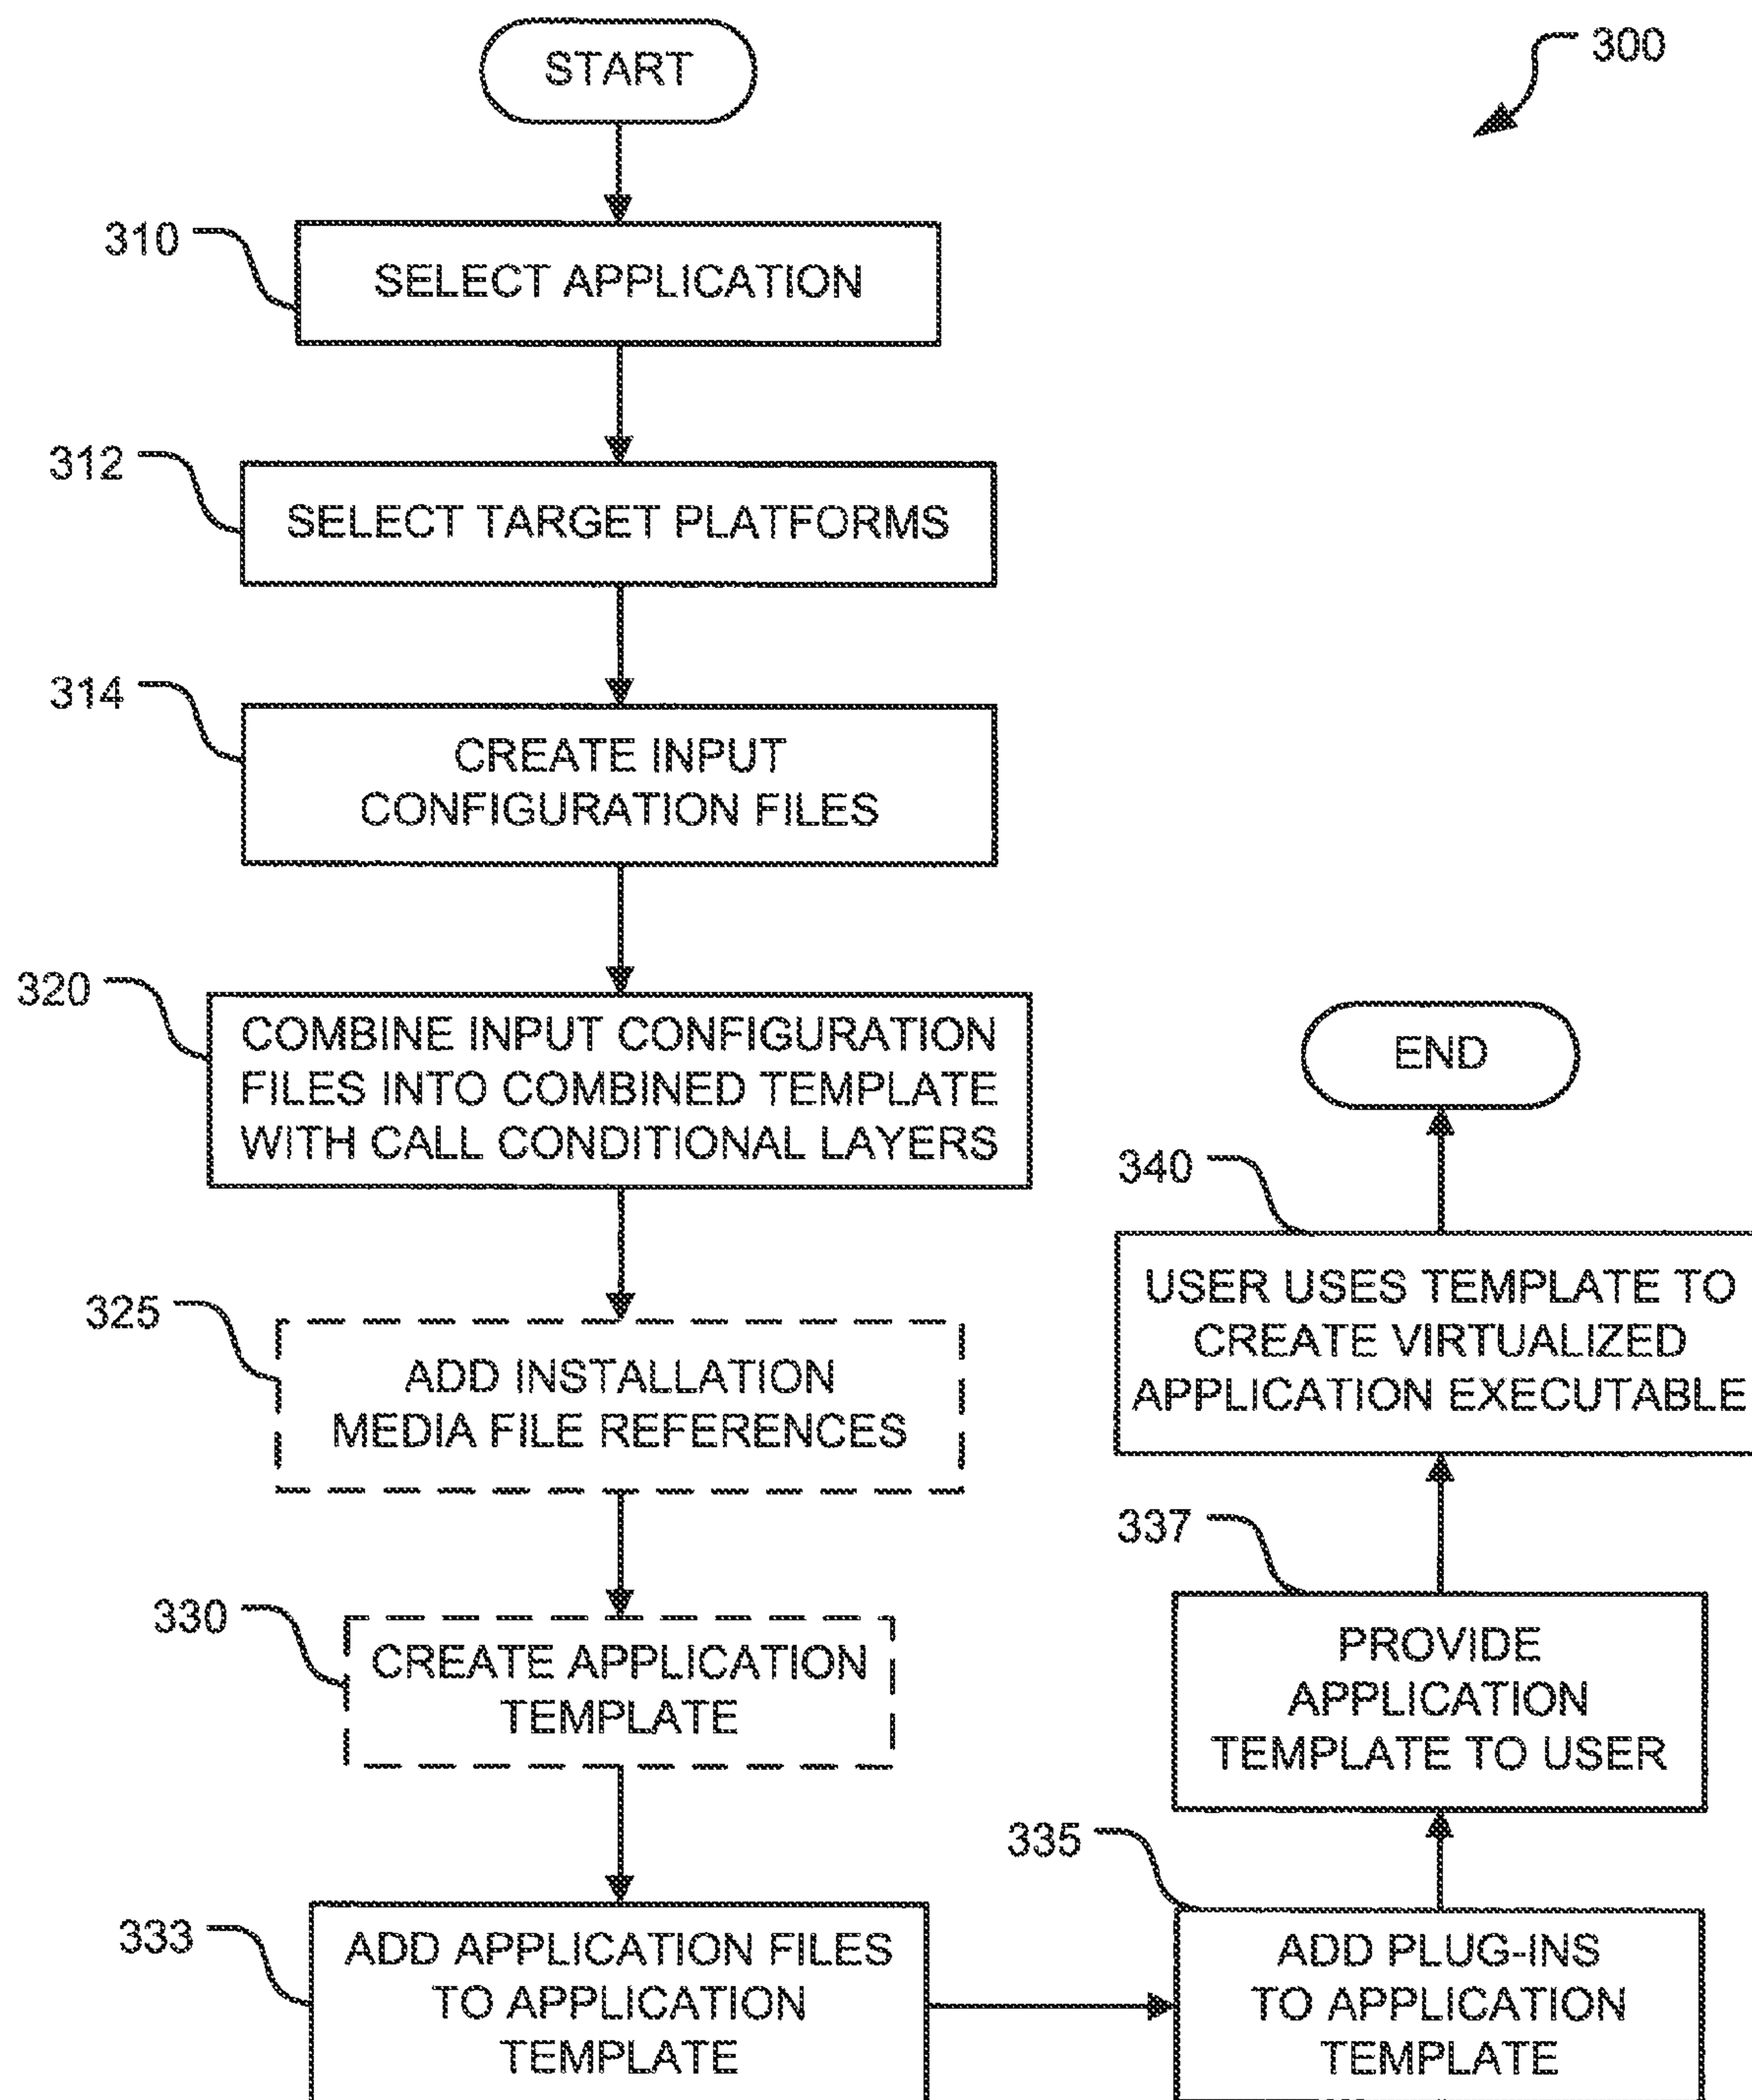 START
300
310
SELECT APPLICATION
312
SELECT TARGET PLATFORMS
314
CREATE INPUT
CONFIGURATION FILES
320
COMBINE INPUT CONFIGURATION
FILES INTO COMBINED TEMPLATE
WITH CALL CONDITIONAL LAYERS
325
ADD INSTALLATION
MEDIA FILE REFERENCES
330
CREATE APPLICATION
TEMPLATE
333
ADD APPLICATION FILES
TO APPLICATION
TEMPLATE
335
ADD PLUG-INS
TO APPLICATION
TEMPLATE
337
PROVIDE
APPLICATION
TEMPLATE TO USER
340
USER USES TEMPLATE TO
CREATE VIRTUALIZED
APPLICATION EXECUTABLE
END